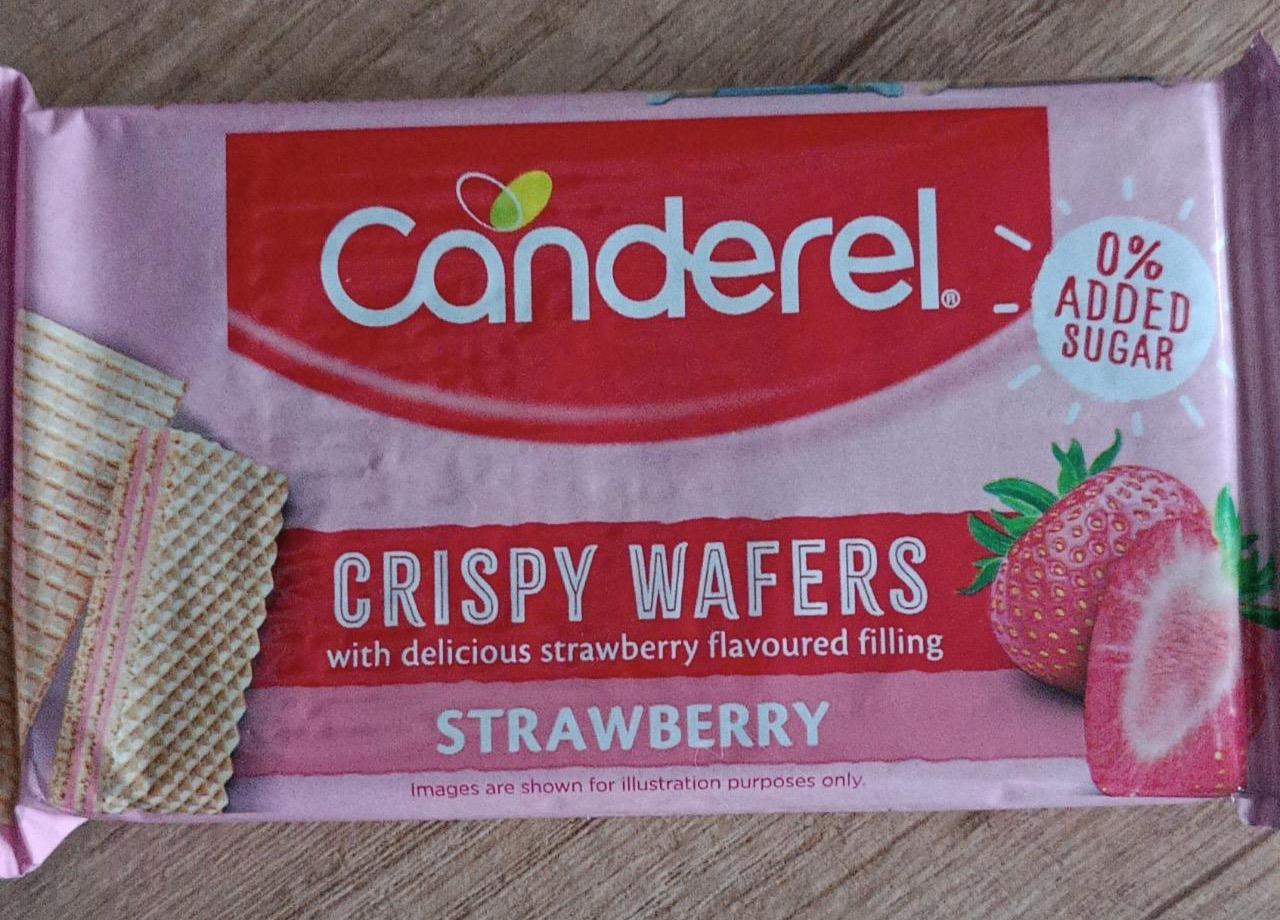 Canderel®
0%
ADDED
SUGAR
CRISPY WAFERS
with delicious strawberry flavoured filling
STRAWBERRY
Images are shown for illustration purposes only.